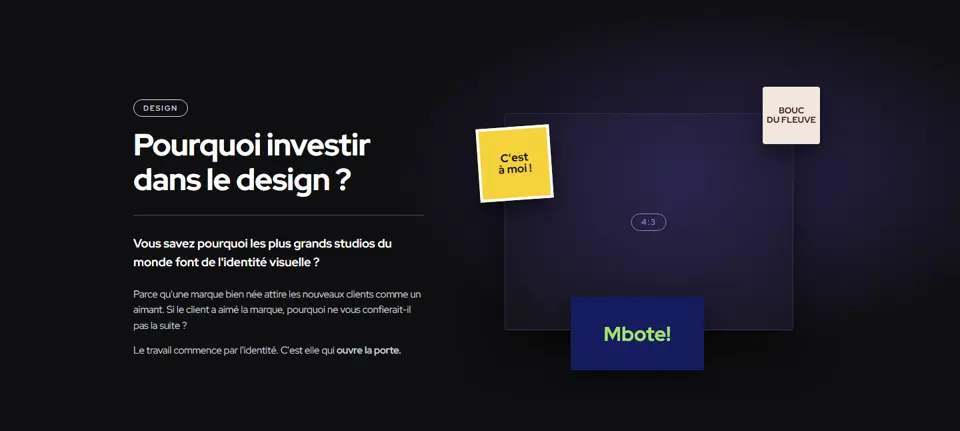 DESIGN
Pourquoi investir
dans le design ?
Vous savez pourquoi les plus grands studios du
monde font de l'identité visuelle ?
Parce qu'une marque bien née attire les nouveaux clients comme un
aimant. Si le client a aimé la marque, pourquoi ne vous confierait-il
pas la suite ?
Le travail commence par l'identité. C'est elle qui ouvre la porte.
C'est
à moi !
BOUC
DU FLEUVE
4:3
Mbote!